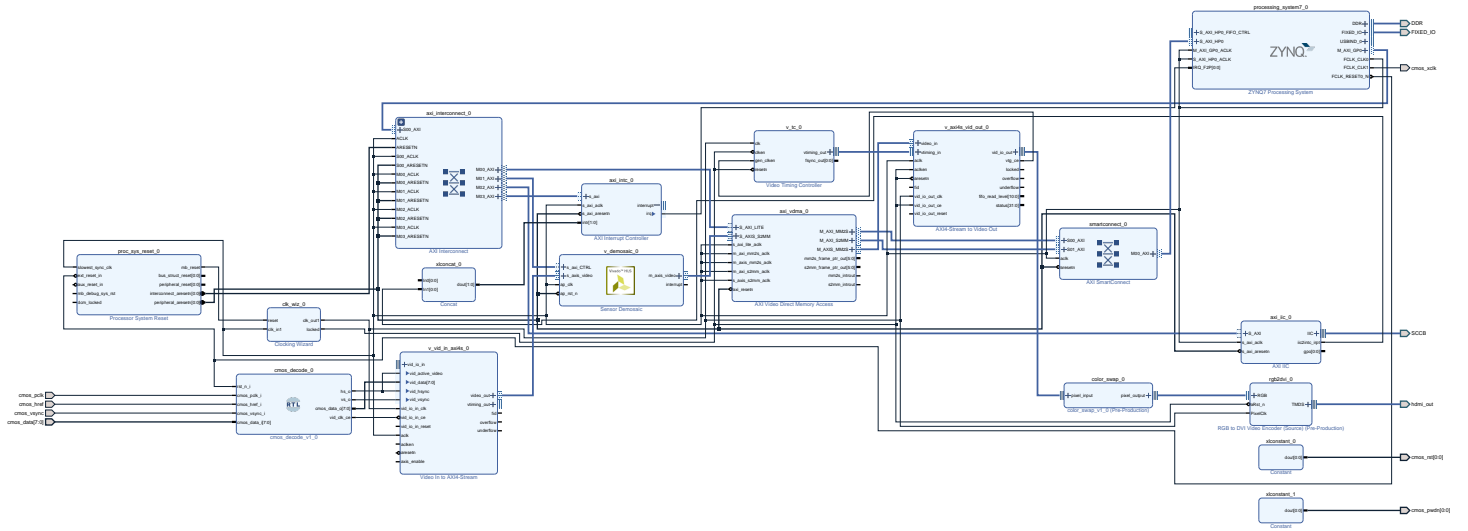 processing_system7_0
S_AXI_HP0_FIFO_CTRL
S_AXI_HP0
M_AXI_GP0_ACLK
S_AXI_HP0_ACLK
IRQ_F2P[0:0]
DDR
FIXED_IO
USBIND_0
M_AXI_GP0
FCLK_CLK0
FCLK_CLK1
FCLK_RESET0_N
ZYNQ
ZYNQ7 Processing System
DDR
FIXED_IO
cmos_xclk
axi_interconnect_0
S00_AXI
ACLK
ARESETN
S00_ACLK
S00_ARESETN
M00_ACLK
M00_ARESETN
M01_ACLK
M01_ARESETN
M02_ACLK
M02_ARESETN
M03_ACLK
M03_ARESETN
M00_AXI
M01_AXI
M02_AXI
M03_AXI
AXI Interconnect
v_tc_0
clk
clken
gen_clken
resetn
vtiming_out
fsync_out[0:0]
Video Timing Controller
v_axi4s_vid_out_0
video_in
vtiming_in
aclk
aclken
aresetn
fid
vid_io_out_clk
vid_io_out_ce
vid_io_out_reset
vid_io_out
vtg_ce
locked
overflow
underflow
fifo_read_level[10:0]
status[31:0]
AXI4-Stream to Video Out
axi_intc_0
s_axi
s_axi_aclk
s_axi_aresetn
intr[1:0]
interrupt
irq
AXI Interrupt Controller
axi_vdma_0
S_AXI_LITE
S_AXIS_S2MM
s_axi_lite_aclk
m_axi_mm2s_aclk
m_axis_mm2s_aclk
m_axi_s2mm_aclk
s_axis_s2mm_aclk
axi_resetn
M_AXI_MM2S
M_AXI_S2MM
M_AXIS_MM2S
mm2s_frame_ptr_out[5:0]
s2mm_frame_ptr_out[5:0]
mm2s_introut
s2mm_introut
AXI Video Direct Memory Access
smartconnect_0
S00_AXI
S01_AXI
aclk
aresetn
M00_AXI
AXI SmartConnect
proc_sys_reset_0
slowest_sync_clk
ext_reset_in
aux_reset_in
mb_debug_sys_rst
dcm_locked
mb_reset
bus_struct_reset[0:0]
peripheral_reset[0:0]
interconnect_aresetn[0:0]
peripheral_aresetn[0:0]
Processor System Reset
xlconcat_0
In0[0:0]
In1[0:0]
dout[1:0]
Concat
v_demosaic_0
s_axi_CTRL
s_axis_video
ap_clk
ap_rst_n
m_axis_video
interrupt
Sensor Demosaic
clk_wiz_0
reset
clk_in1
clk_out1
locked
Clocking Wizard
axi_iic_0
S_AXI
s_axi_aclk
s_axi_aresetn
IIC
iic2intc_irpt
gpo[0:0]
AXI IIC
SCCB
v_vid_in_axi4s_0
vid_io_in
vid_active_video
vid_data[7:0]
vid_hsync
vid_vsync
vid_io_in_clk
vid_io_in_ce
vid_io_in_reset
aclk
aclken
aresetn
axis_enable
video_out
vtiming_out
fid
overflow
underflow
Video In to AXI4-Stream
cmos_decode_0
rst_n_i
cmos_pclk_i
cmos_href_i
cmos_vsync_i
cmos_data_i[7:0]
RTL
hs_o
vs_o
cmos_data_o[7:0]
vid_clk_ce
cmos_decode_v1_0
cmos_pclk
cmos_href
cmos_vsync
cmos_data[7:0]
color_swap_0
pixel_input
pixel_output
color_swap_v1_0 (Pre-Production)
rgb2dvi_0
RGB
aRst_n
PixelClk
TMDS
RGB to DVI Video Encoder (Source) (Pre-Production)
hdmi_out
xlconstant_0
dout[0:0]
Constant
cmos_rst[0:0]
xlconstant_1
dout[0:0]
Constant
cmos_pwdn[0:0]